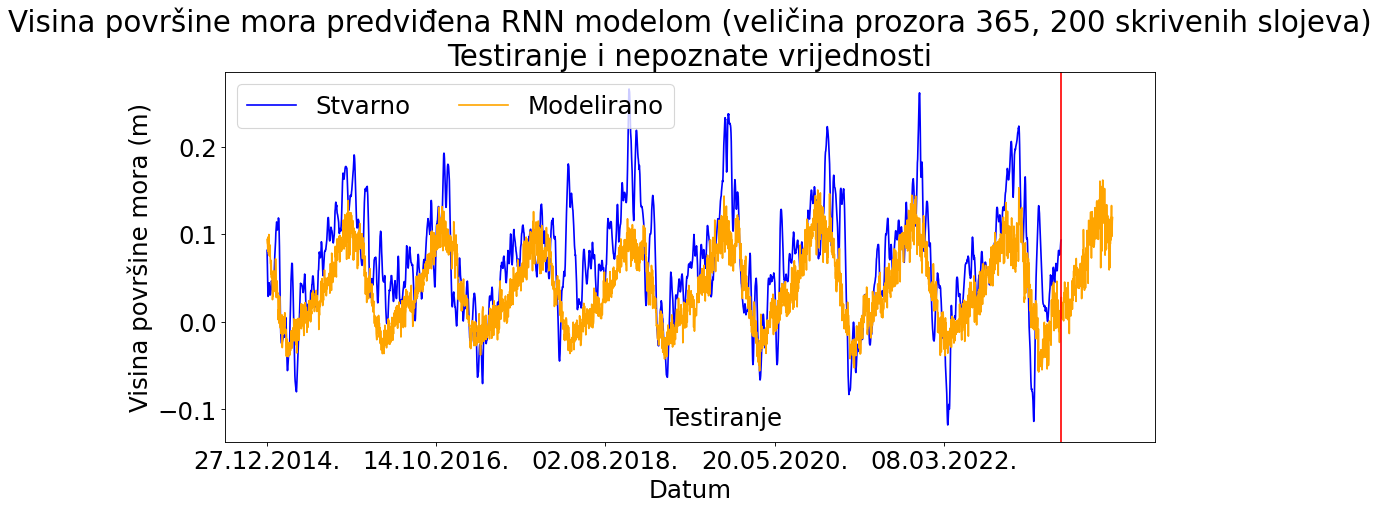 Visina površine mora predviđena RNN modelom (veličina prozora 365, 200 skrivenih slojeva)
Testiranje i nepoznate vrijednosti
Stvarno Modelirano
Visina površine mora (m)
0.2
0.1
0.0
−0.1
Testiranje
27.12.2014. 14.10.2016. 02.08.2018. 20.05.2020. 08.03.2022.
Datum